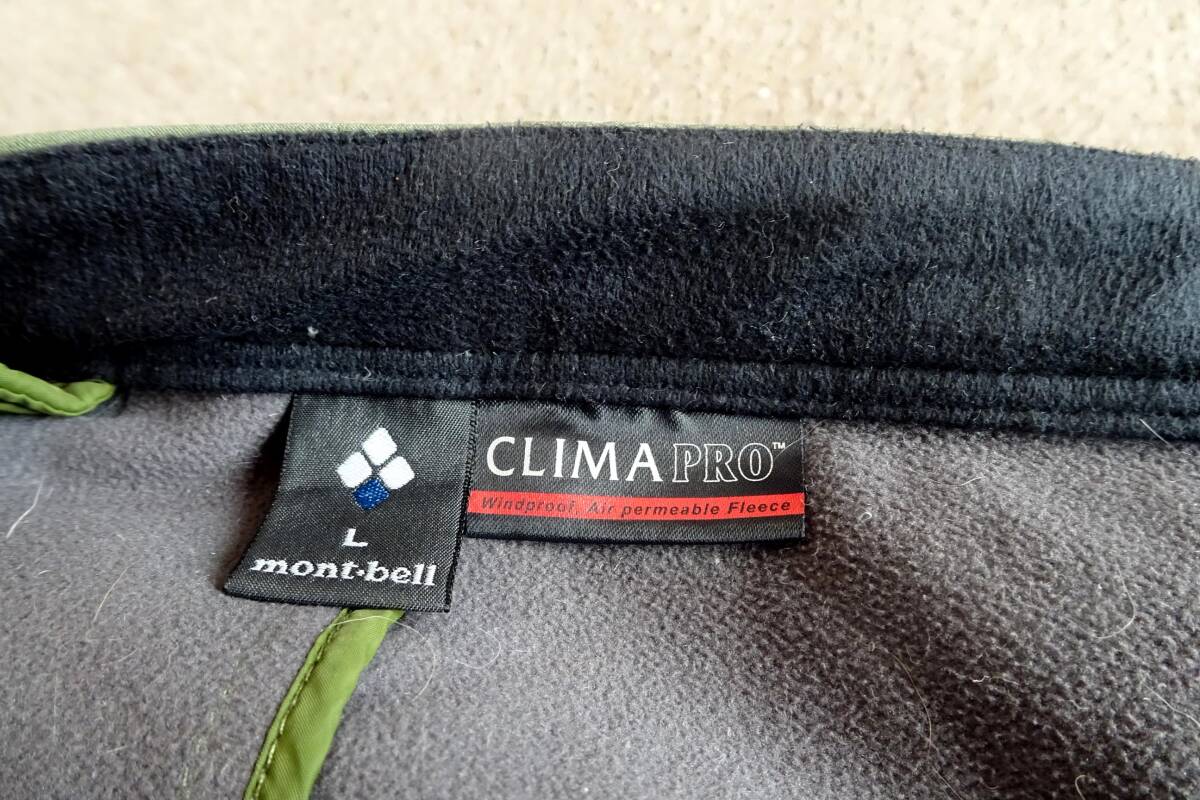 L
mont·bell
CLIMAPRO™
Windproof, Air permeable Fleece